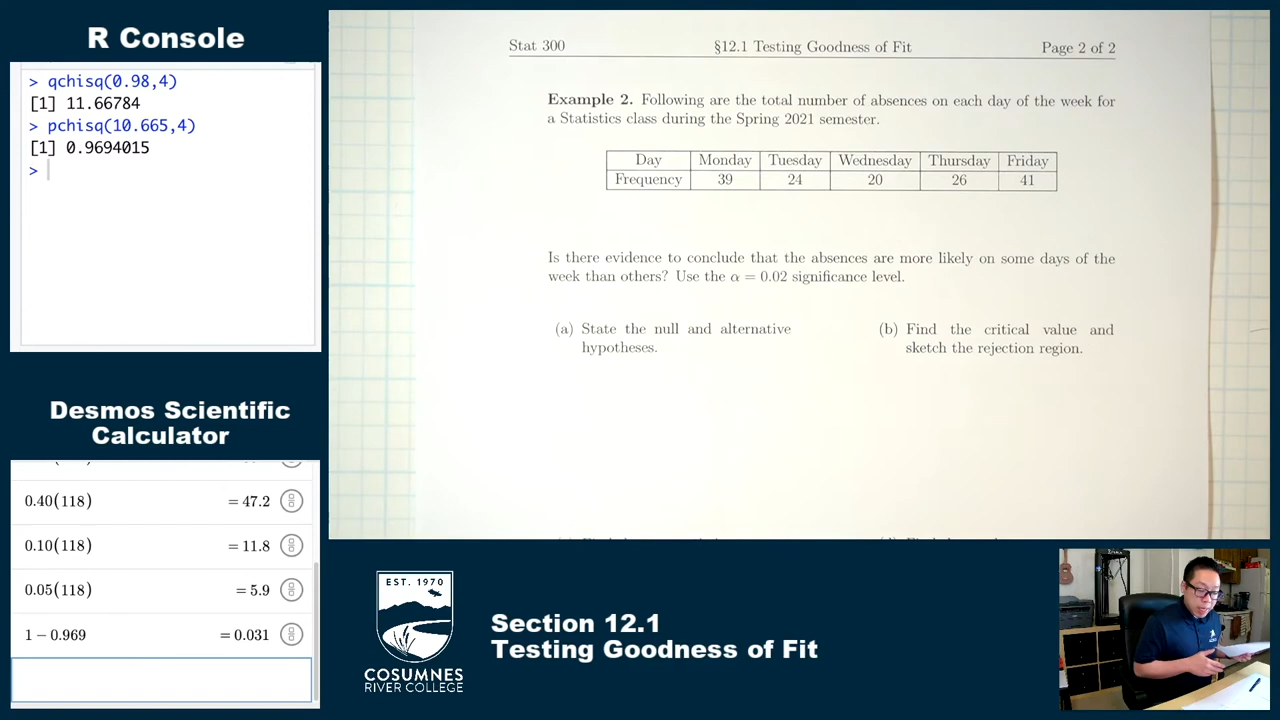 R Console
> qchisq(0.98,4)
[1] 11.66784
> pchisq(10.665,4)
[1] 0.9694015
>
Desmos Scientific
Calculator
0.40(118) = 47.2
0.10(118) = 11.8
0.05(118) = 5.9
1 − 0.969 = 0.031
Stat 300 §12.1 Testing Goodness of Fit Page 2 of 2
Example 2. Following are the total number of absences on each day of the week for
a Statistics class during the Spring 2021 semester.
Day Monday Tuesday Wednesday Thursday Friday
Frequency 39 24 20 26 41
Is there evidence to conclude that the absences are more likely on some days of the
week than others? Use the α = 0.02 significance level.
(a) State the null and alternative
hypotheses.
(b) Find the critical value and
sketch the rejection region.
EST. 1970
COSUMNES
RIVER COLLEGE
Section 12.1
Testing Goodness of Fit